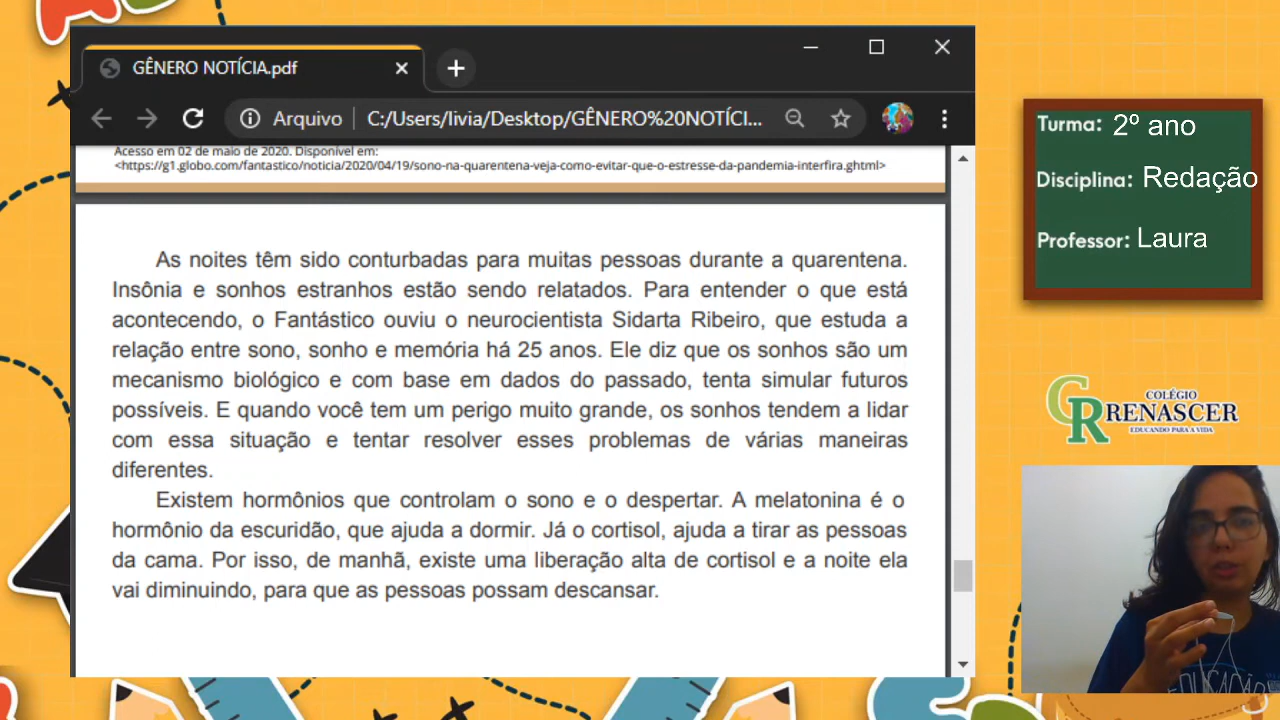 GÊNERO NOTÍCIA.pdf
Arquivo
C:/Users/livia/Desktop/GÊNERO%20NOTÍCI...
Acesso em 02 de maio de 2020. Disponível em:
<https://g1.globo.com/fantastico/noticia/2020/04/19/sono-na-quarentena-veja-como-evitar-que-o-estresse-da-pandemia-interfira.ghtml>
As noites têm sido conturbadas para muitas pessoas durante a quarentena.
Insônia e sonhos estranhos estão sendo relatados. Para entender o que está
acontecendo, o Fantástico ouviu o neurocientista Sidarta Ribeiro, que estuda a
relação entre sono, sonho e memória há 25 anos. Ele diz que os sonhos são um
mecanismo biológico e com base em dados do passado, tenta simular futuros
possíveis. E quando você tem um perigo muito grande, os sonhos tendem a lidar
com essa situação e tentar resolver esses problemas de várias maneiras
diferentes.
Existem hormônios que controlam o sono e o despertar. A melatonina é o
hormônio da escuridão, que ajuda a dormir. Já o cortisol, ajuda a tirar as pessoas
da cama. Por isso, de manhã, existe uma liberação alta de cortisol e a noite ela
vai diminuindo, para que as pessoas possam descansar.
Turma: 2º ano
Disciplina: Redação
Professor: Laura
CR
COLÉGIO
RENASCER
EDUCANDO PARA A VIDA